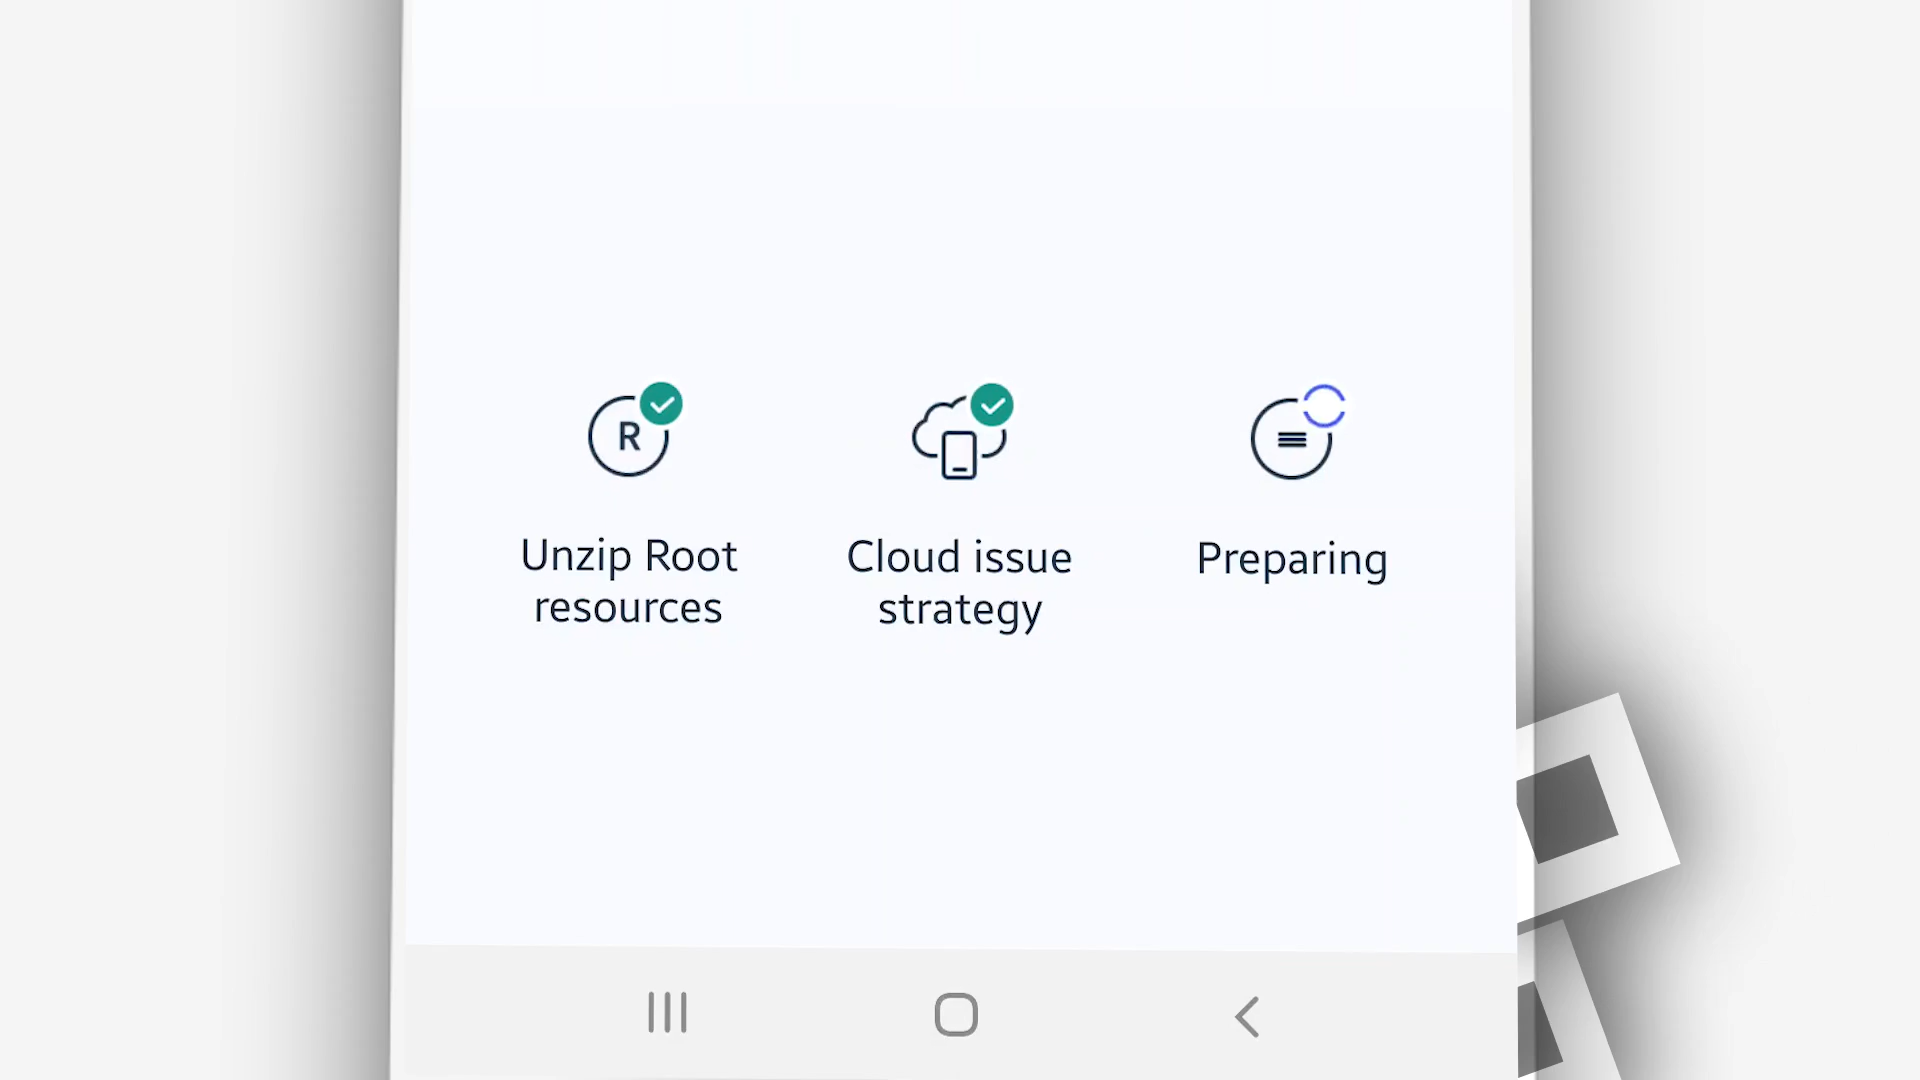 R
Unzip Root
resources
Cloud issue
strategy
Preparing